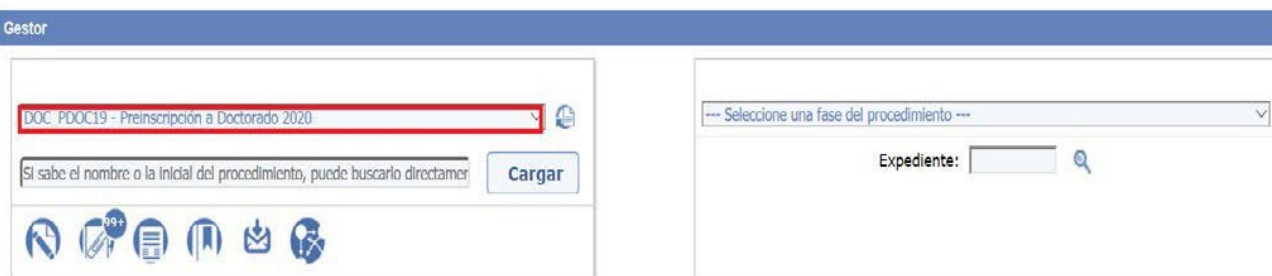 Gestor
DOC_PDOC19 - Preinscripción a Doctorado 2020
--- Seleccione una fase del procedimiento ---
Si sabe el nombre o la inicial del procedimiento, puede buscarlo directamer
Cargar
Expediente:
99+